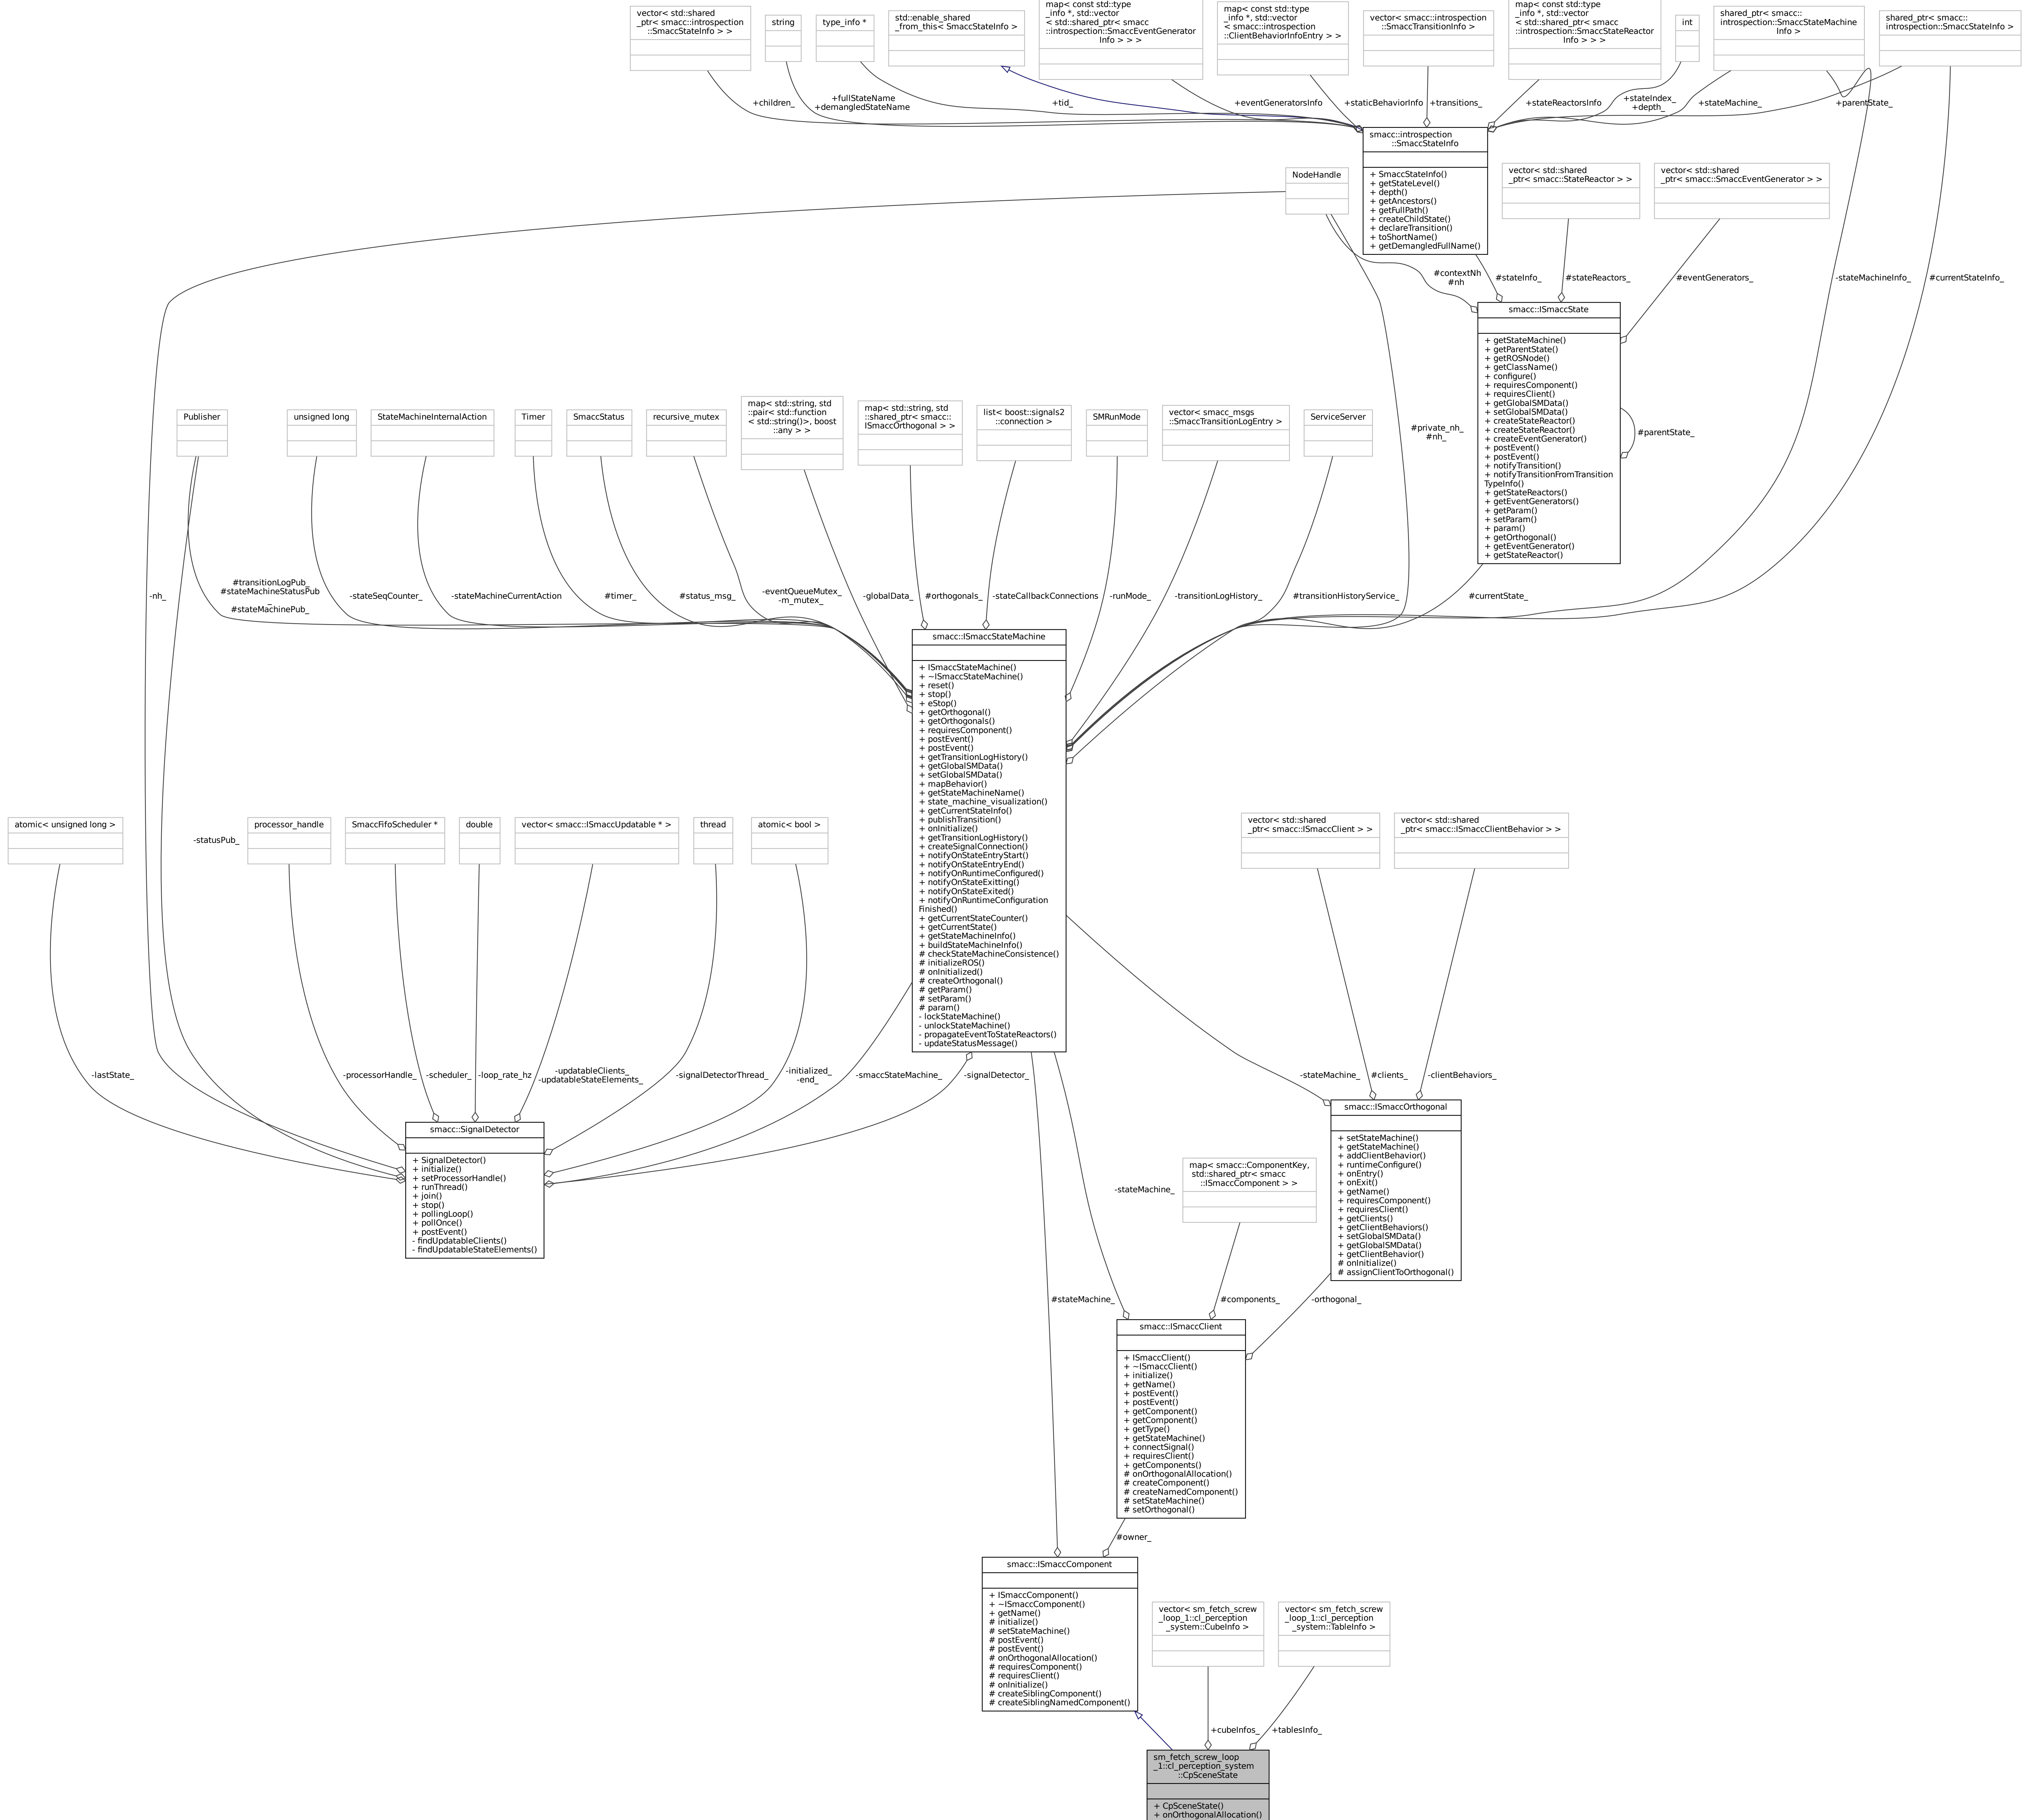 vector< std::shared
_ptr< smacc::introspection
::SmaccStateInfo > >
string
type_info *
std::enable_shared
_from_this< SmaccStateInfo >
map< const std::type
_info *, std::vector
< std::shared_ptr< smacc
::introspection::SmaccEventGenerator
Info > > >
map< const std::type
_info *, std::vector
< smacc::introspection
::ClientBehaviorInfoEntry > >
vector< smacc::introspection
::SmaccTransitionInfo >
map< const std::type
_info *, std::vector
< std::shared_ptr< smacc
::introspection::SmaccStateReactor
Info > > >
int
shared_ptr< smacc::
introspection::SmaccStateMachine
Info >
shared_ptr< smacc::
introspection::SmaccStateInfo >
+children_
+fullStateName
+demangledStateName
+tid_
+eventGeneratorsInfo
+staticBehaviorInfo
+transitions_
+stateReactorsInfo
+stateIndex_
+depth_
+stateMachine_
+parentState_
smacc::introspection
::SmaccStateInfo
+ SmaccStateInfo()
+ getStateLevel()
+ depth()
+ getAncestors()
+ getFullPath()
+ createChildState()
+ declareTransition()
+ toShortName()
+ getDemangledFullName()
NodeHandle
vector< std::shared
_ptr< smacc::StateReactor > >
vector< std::shared
_ptr< smacc::SmaccEventGenerator > >
#contextNh
#nh
#stateInfo_
#stateReactors_
#eventGenerators_
-stateMachineInfo_
#currentStateInfo_
smacc::ISmaccState
+ getStateMachine()
+ getParentState()
+ getROSNode()
+ getClassName()
+ configure()
+ requiresComponent()
+ requiresClient()
+ getGlobalSMData()
+ setGlobalSMData()
+ createStateReactor()
+ createStateReactor()
+ createEventGenerator()
+ postEvent()
+ postEvent()
+ notifyTransition()
+ notifyTransitionFromTransition
TypeInfo()
+ getStateReactors()
+ getEventGenerators()
+ getParam()
+ setParam()
+ param()
+ getOrthogonal()
+ getEventGenerator()
+ getStateReactor()
#parentState_
Publisher
unsigned long
StateMachineInternalAction
Timer
SmaccStatus
recursive_mutex
map< std::string, std
::pair< std::function
< std::string()>, boost
::any > >
map< std::string, std
::shared_ptr< smacc::
ISmaccOrthogonal > >
list< boost::signals2
::connection >
SMRunMode
vector< smacc_msgs
::SmaccTransitionLogEntry >
ServiceServer
#private_nh_
#nh_
-nh_
#transitionLogPub_
#stateMachineStatusPub
_
#stateMachinePub_
-stateSeqCounter_
-stateMachineCurrentAction
#timer_
#status_msg_
-eventQueueMutex_
-m_mutex_
-globalData_
#orthogonals_
-stateCallbackConnections
-runMode_
-transitionLogHistory_
#transitionHistoryService_
#currentState_
smacc::ISmaccStateMachine
+ ISmaccStateMachine()
+ ~ISmaccStateMachine()
+ reset()
+ stop()
+ eStop()
+ getOrthogonal()
+ getOrthogonals()
+ requiresComponent()
+ postEvent()
+ postEvent()
+ getTransitionLogHistory()
+ getGlobalSMData()
+ setGlobalSMData()
+ mapBehavior()
+ getStateMachineName()
+ state_machine_visualization()
+ getCurrentStateInfo()
+ publishTransition()
+ onInitialize()
+ getTransitionLogHistory()
+ createSignalConnection()
+ notifyOnStateEntryStart()
+ notifyOnStateEntryEnd()
+ notifyOnRuntimeConfigured()
+ notifyOnStateExitting()
+ notifyOnStateExited()
+ notifyOnRuntimeConfiguration
Finished()
+ getCurrentStateCounter()
+ getCurrentState()
+ getStateMachineInfo()
+ buildStateMachineInfo()
# checkStateMachineConsistence()
# initializeROS()
# onInitialized()
# createOrthogonal()
# getParam()
# setParam()
# param()
- lockStateMachine()
- unlockStateMachine()
- propagateEventToStateReactors()
- updateStatusMessage()
atomic< unsigned long >
-statusPub_
processor_handle
SmaccFifoScheduler *
double
vector< smacc::ISmaccUpdatable * >
thread
atomic< bool >
vector< std::shared
_ptr< smacc::ISmaccClient > >
vector< std::shared
_ptr< smacc::ISmaccClientBehavior > >
-lastState_
-processorHandle_
-scheduler_
-loop_rate_hz
-updatableClients_
-updatableStateElements_
-signalDetectorThread_
-initialized_
-end_
-smaccStateMachine_
-signalDetector_
-stateMachine_
#clients_
-clientBehaviors_
smacc::SignalDetector
+ SignalDetector()
+ initialize()
+ setProcessorHandle()
+ runThread()
+ join()
+ stop()
+ pollingLoop()
+ pollOnce()
+ postEvent()
- findUpdatableClients()
- findUpdatableStateElements()
smacc::ISmaccOrthogonal
+ setStateMachine()
+ getStateMachine()
+ addClientBehavior()
+ runtimeConfigure()
+ onEntry()
+ onExit()
+ getName()
+ requiresComponent()
+ requiresClient()
+ getClients()
+ getClientBehaviors()
+ setGlobalSMData()
+ getGlobalSMData()
+ getClientBehavior()
# onInitialize()
# assignClientToOrthogonal()
map< smacc::ComponentKey,
std::shared_ptr< smacc
::ISmaccComponent > >
-stateMachine_
#stateMachine_
#components_
-orthogonal_
smacc::ISmaccClient
+ ISmaccClient()
+ ~ISmaccClient()
+ initialize()
+ getName()
+ postEvent()
+ postEvent()
+ getComponent()
+ getComponent()
+ getType()
+ getStateMachine()
+ connectSignal()
+ requiresClient()
+ getComponents()
# onOrthogonalAllocation()
# createComponent()
# createNamedComponent()
# setStateMachine()
# setOrthogonal()
#owner_
smacc::ISmaccComponent
+ ISmaccComponent()
+ ~ISmaccComponent()
+ getName()
# initialize()
# setStateMachine()
# postEvent()
# postEvent()
# onOrthogonalAllocation()
# requiresComponent()
# requiresClient()
# onInitialize()
# createSiblingComponent()
# createSiblingNamedComponent()
vector< sm_fetch_screw
_loop_1::cl_perception
_system::CubeInfo >
vector< sm_fetch_screw
_loop_1::cl_perception
_system::TableInfo >
+cubeInfos_
+tablesInfo_
sm_fetch_screw_loop
_1::cl_perception_system
::CpSceneState
+ CpSceneState()
+ onOrthogonalAllocation()